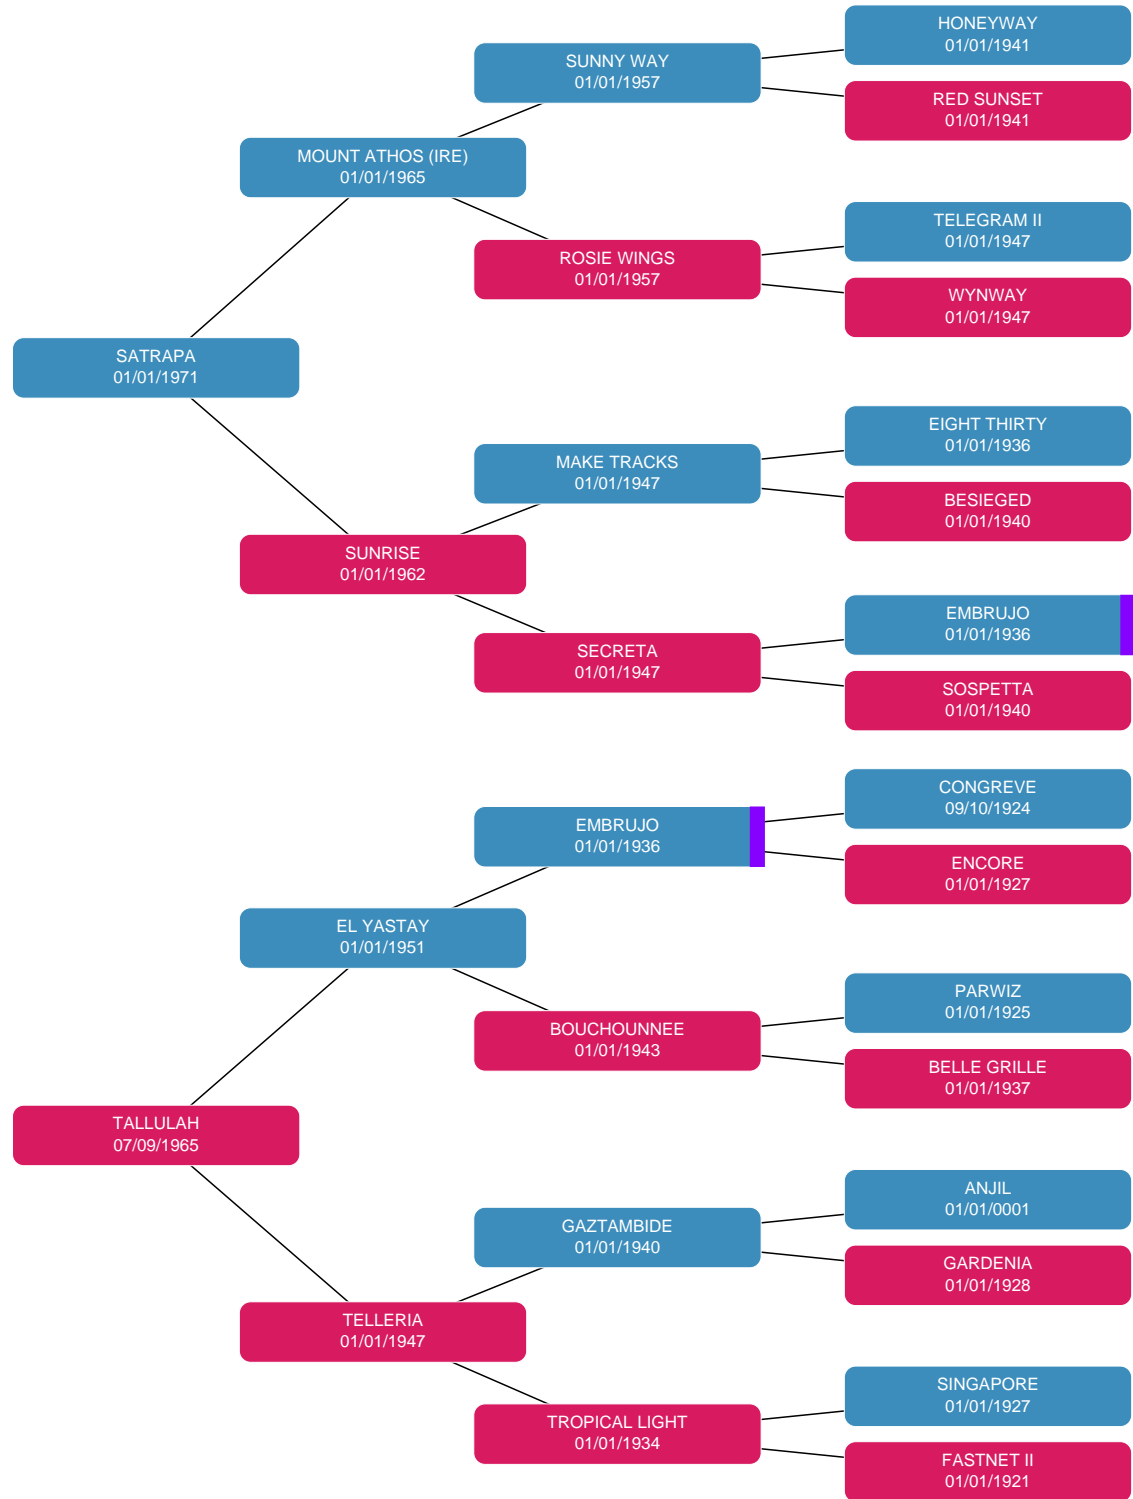 HONEYWAY
01/01/1941
SUNNY WAY
01/01/1957
RED SUNSET
01/01/1941
MOUNT ATHOS (IRE)
01/01/1965
TELEGRAM II
01/01/1947
ROSIE WINGS
01/01/1957
WYNWAY
01/01/1947
SATRAPA
01/01/1971
EIGHT THIRTY
01/01/1936
MAKE TRACKS
01/01/1947
BESIEGED
01/01/1940
SUNRISE
01/01/1962
EMBRUJO
01/01/1936
SECRETA
01/01/1947
SOSPETTA
01/01/1940
CONGREVE
09/10/1924
EMBRUJO
01/01/1936
ENCORE
01/01/1927
EL YASTAY
01/01/1951
PARWIZ
01/01/1925
BOUCHOUNNEE
01/01/1943
BELLE GRILLE
01/01/1937
TALLULAH
07/09/1965
ANJIL
01/01/0001
GAZTAMBIDE
01/01/1940
GARDENIA
01/01/1928
TELLERIA
01/01/1947
SINGAPORE
01/01/1927
TROPICAL LIGHT
01/01/1934
FASTNET II
01/01/1921